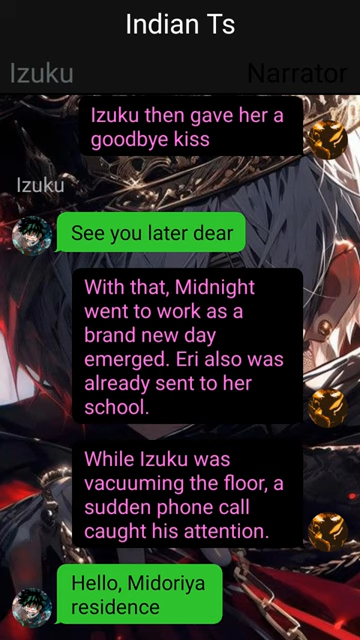 Indian Ts
Izuku
Narrator
Izuku then gave her a
goodbye kiss
Izuku
See you later dear
With that, Midnight
went to work as a
brand new day
emerged. Eri also was
already sent to her
school.
While Izuku was
vacuuming the floor, a
sudden phone call
caught his attention.
Hello, Midoriya
residence